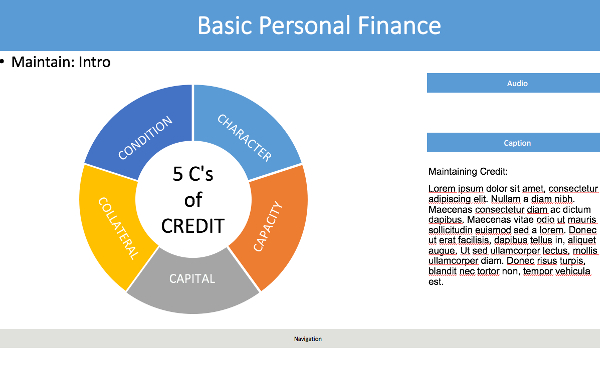 Basic Personal Finance
• Maintain: Intro
CONDITION
CHARACTER
COLLATERAL
CAPACITY
CAPITAL
5 C's
of
CREDIT
Audio
Caption
Maintaining Credit:
Lorem ipsum dolor sit amet, consectetur
adipiscing elit. Nullam a diam nibh.
Maecenas consectetur diam ac dictum
dapibus. Maecenas vitae odio ut mauris
sollicitudin euismod sed a lorem. Donec
ut erat facilisis, dapibus tellus in, aliquet
augue. Ut sed ullamcorper lectus, mollis
ullamcorper diam. Donec risus turpis,
blandit nec tortor non, tempor vehicula
est.
Navigation